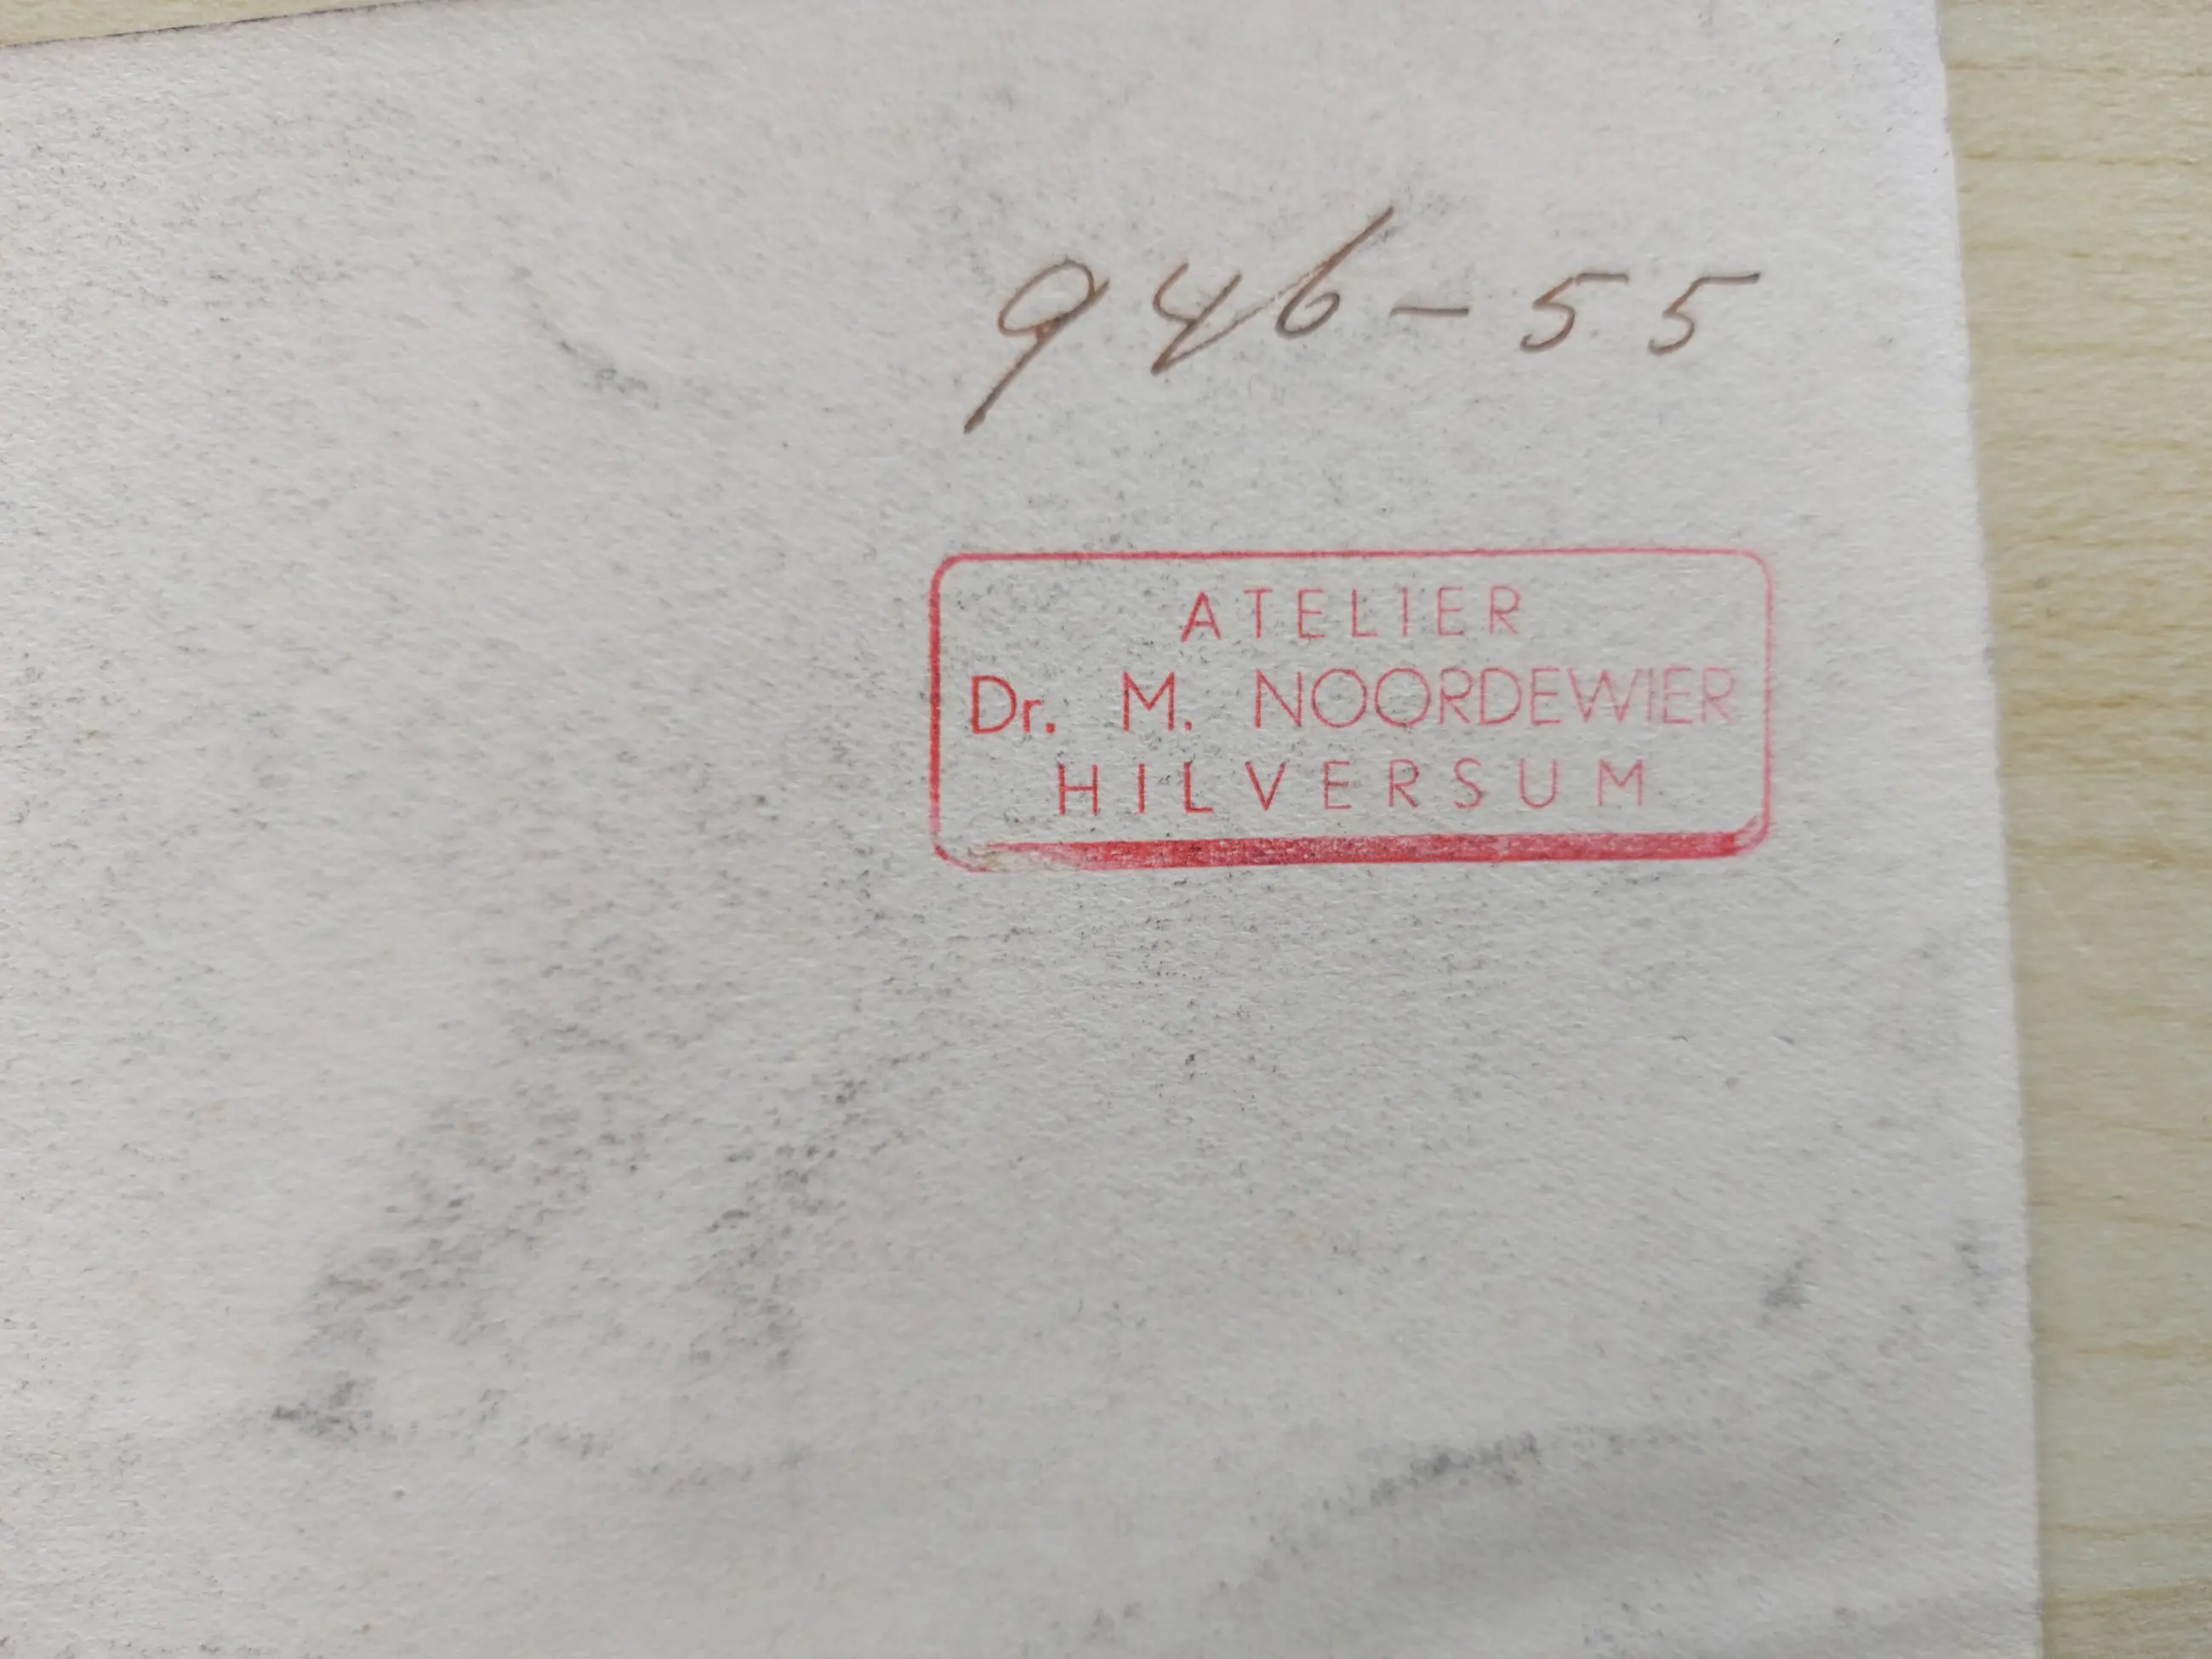 946-55
ATELIER
Dr. M. NOORDEWIER
HILVERSUM